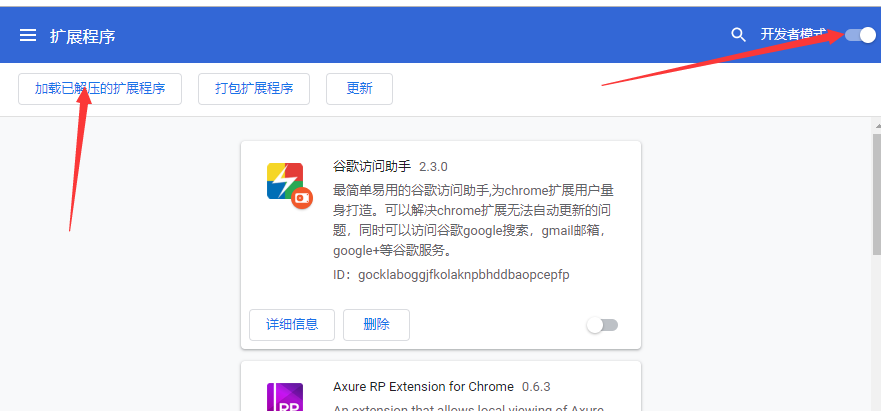 扩展程序
开发者模式
加载已解压的扩展程序
打包扩展程序
更新
谷歌访问助手 2.3.0
最简单易用的谷歌访问助手,为chrome扩展用户量
身打造。可以解决chrome扩展无法自动更新的问
题，同时可以访问谷歌google搜索，gmail邮箱，
google+等谷歌服务。
ID：gocklaboggjfkolaknpbhddbaopcepfp
详细信息
删除
RP
Axure RP Extension for Chrome 0.6.3
An extension that allows local viewing of Axure